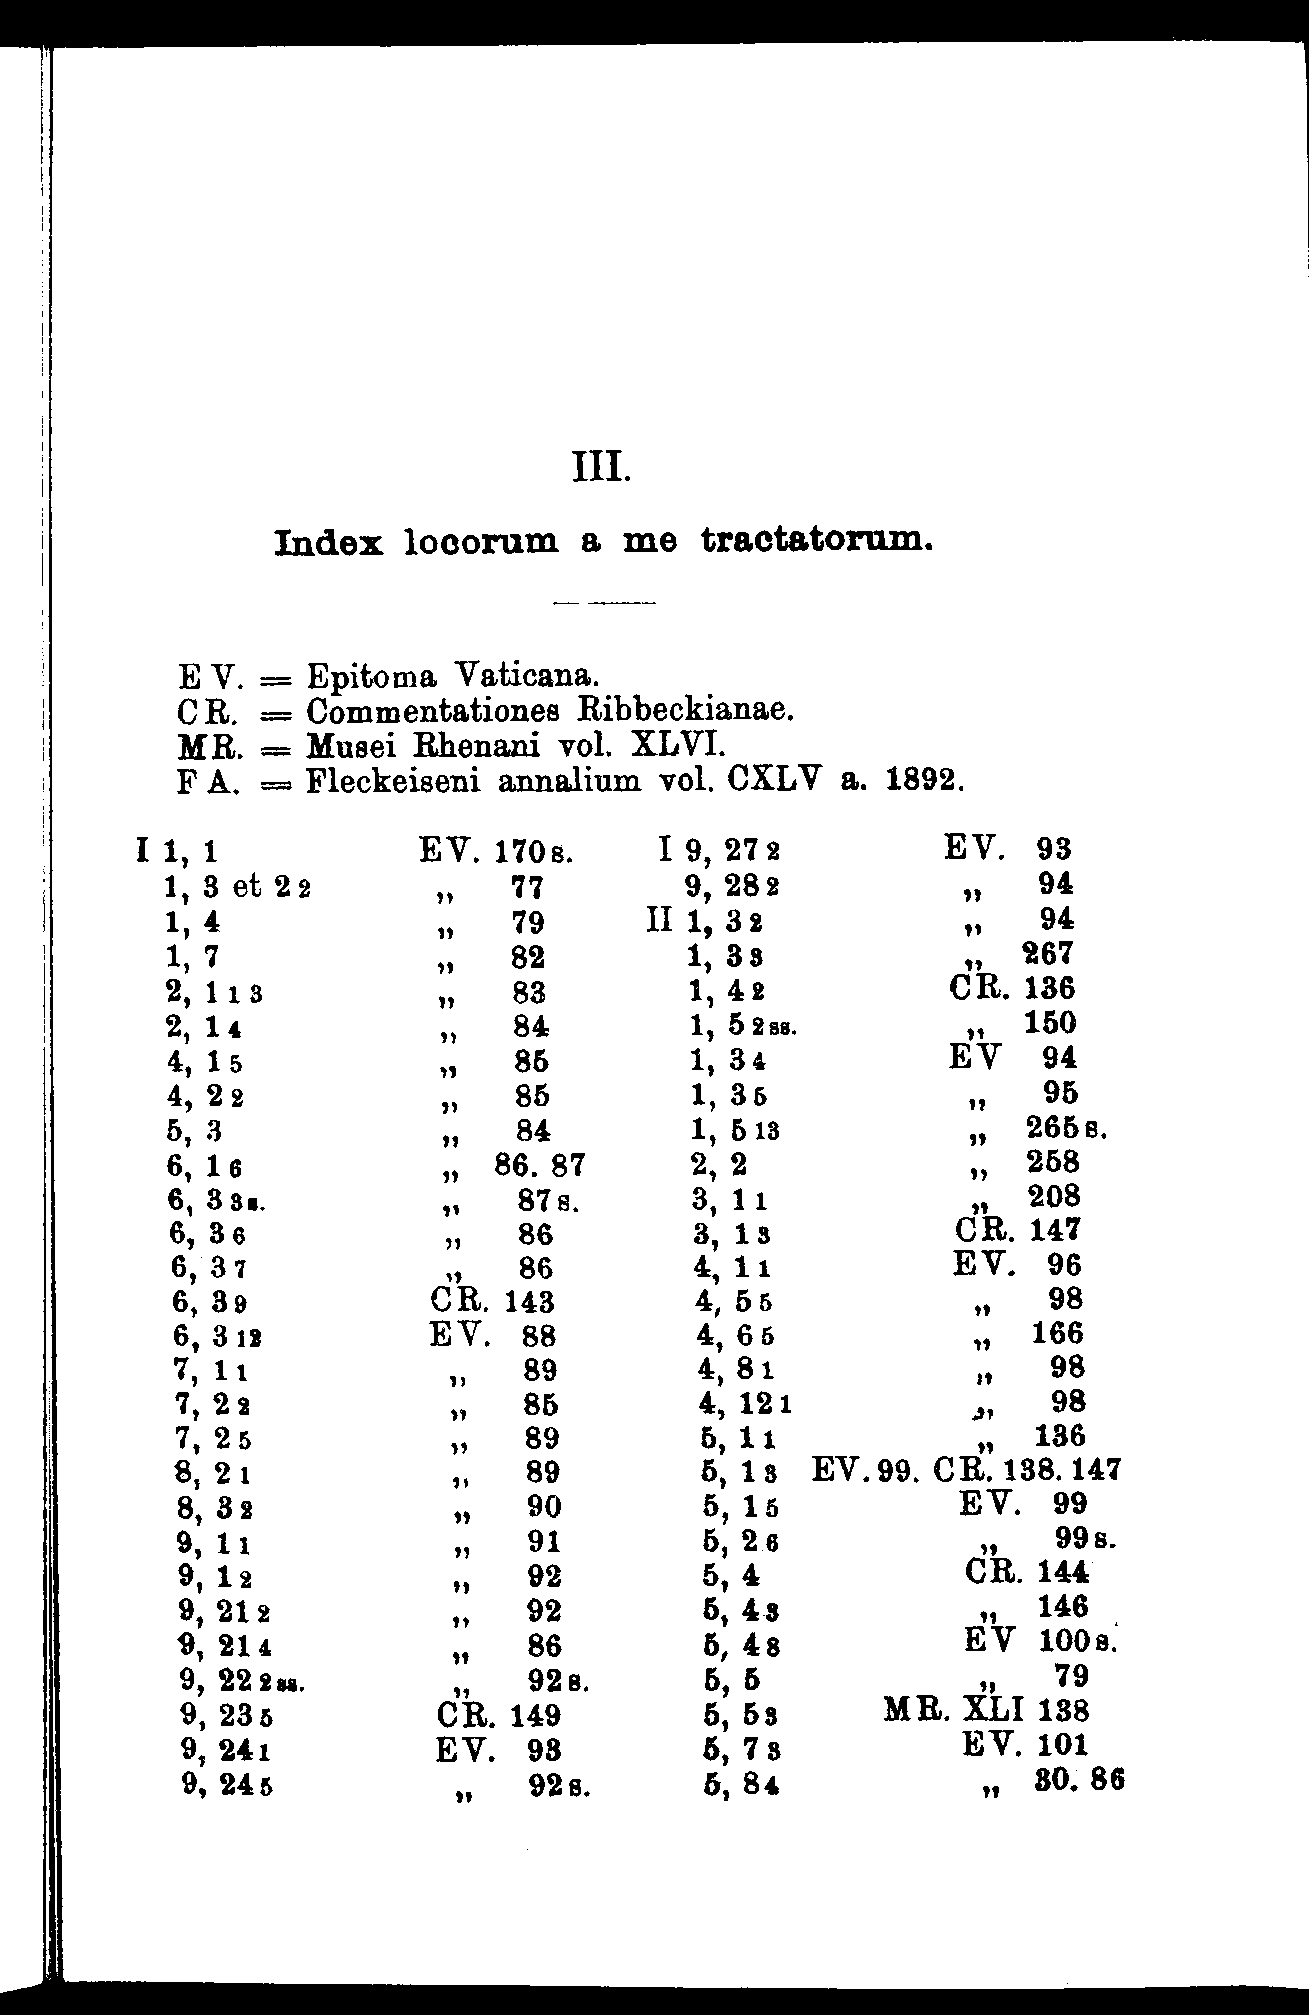 III.
Index locorum a me tractatorum.
E V. = Epitoma Vaticana.
C R. = Commentationes Ribbeckianae.
M R. = Musei Rhenani vol. XLVI.
F A. = Fleckeiseni annalium vol. CXLV a. 1892.
I 1, 1 EV. 170 s.
1, 3 et 2 2 „ 77
1, 4 „ 79
1, 7 „ 82
2, 1 13 „ 83
2, 1 4 „ 84
4, 1 5 „ 85
4, 2 2 „ 85
5, 3 „ 84
6, 1 6 „ 86. 87
6, 3 3s. „ 87 s.
6, 3 6 „ 86
6, 3 7 „ 86
6, 3 9 CR. 143
6, 3 12 EV. 88
7, 1 1 „ 89
7, 2 2 „ 85
7, 2 5 „ 89
8, 2 1 „ 89
8, 3 2 „ 90
9, 1 1 „ 91
9, 1 2 „ 92
9, 21 2 „ 92
9, 21 4 „ 86
9, 22 2ss. „ 92 s.
9, 23 5 CR. 149
9, 24 1 EV. 93
9, 24 5 „ 92 s.
I 9, 27 2 EV. 93
9, 28 2 „ 94
II 1, 3 2 „ 94
1, 3 3 „ 267
1, 4 2 CR. 136
1, 5 2 ss. „ 150
1, 3 4 EV 94
1, 3 5 „ 95
1, 5 13 „ 265 s.
2, 2 „ 258
3, 1 1 „ 208
3, 1 3 CR. 147
4, 1 1 EV. 96
4, 5 5 „ 98
4, 6 5 „ 166
4, 8 1 „ 98
4, 12 1 „ 98
5, 1 1 „ 136
5, 1 3 EV. 99. CR. 138. 147
5, 1 5 EV. 99
5, 2 6 „ 99 s.
5, 4 CR. 144
5, 4 3 „ 146
5, 4 8 EV 100 s.
5, 5 „ 79
5, 5 3 MR. XLI 138
5, 7 3 EV. 101
5, 8 4 „ 30. 86